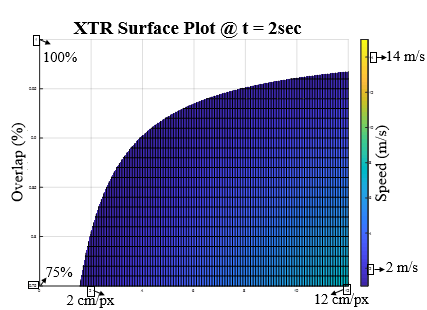 XTR Surface Plot @ t = 2sec
100%
14 m/s
Overlap (%)
Speed (m/s)
75%
2 m/s
2 cm/px
12 cm/px